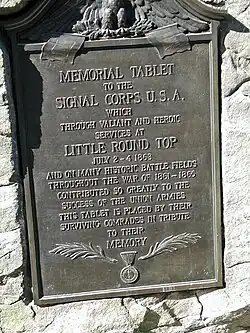 MEMORIAL TABLET
TO THE
SIGNAL CORPS U.S.A.
WHICH
THROUGH VALIANT AND HEROIC
SERVICES AT
LITTLE ROUND TOP
JULY 2-4 1863
AND ON MANY HISTORIC BATTLE FIELDS
THROUGHOUT THE WAR OF 1861-1865
CONTRIBUTED SO GREATLY TO THE
SUCCESS OF THE UNION ARMIES
THIS TABLET IS PLACED BY THEIR
SURVIVING COMRADES IN TRIBUTE
TO THEIR
MEMORY